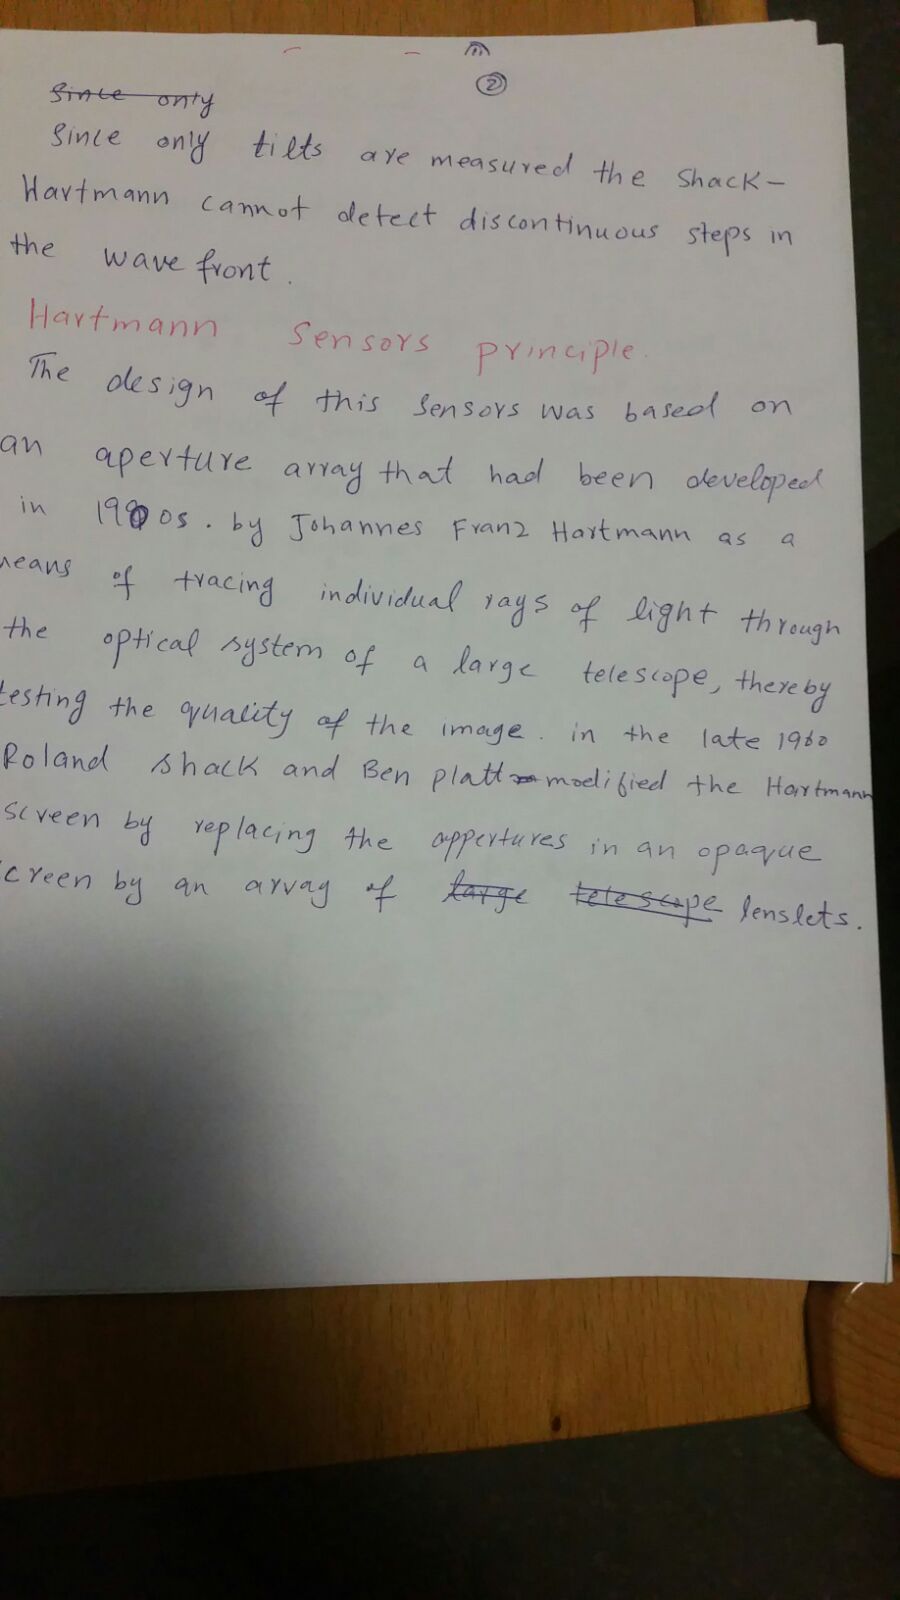 ②
Since only
Since only tilts are measured the Shack-
Hartmann cannot detect discontinuous steps in
the wave front.
Hartmann Sensors principle.
The design of this Sensors was based on
an aperture array that had been developed
in 1900s. by Johannes Franz Hartmann as a
means of tracing individual rays of light through
the optical system of a large telescope, thereby
testing the quality of the image. in the late 1960
Roland shack and Ben platt modified the Hartmann
screen by replacing the appertures in an opaque
screen by an arvag of large telescope lenslets.